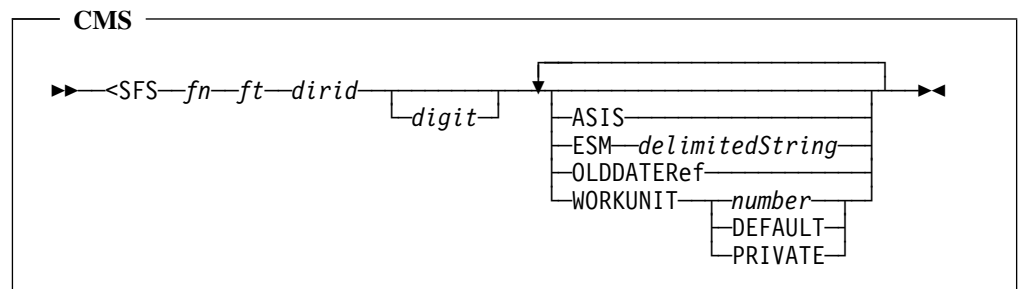 CMS
<SFS fn ft dirid
digit
ASIS
ESM delimitedString
OLDDATERef
WORKUNIT number
DEFAULT
PRIVATE